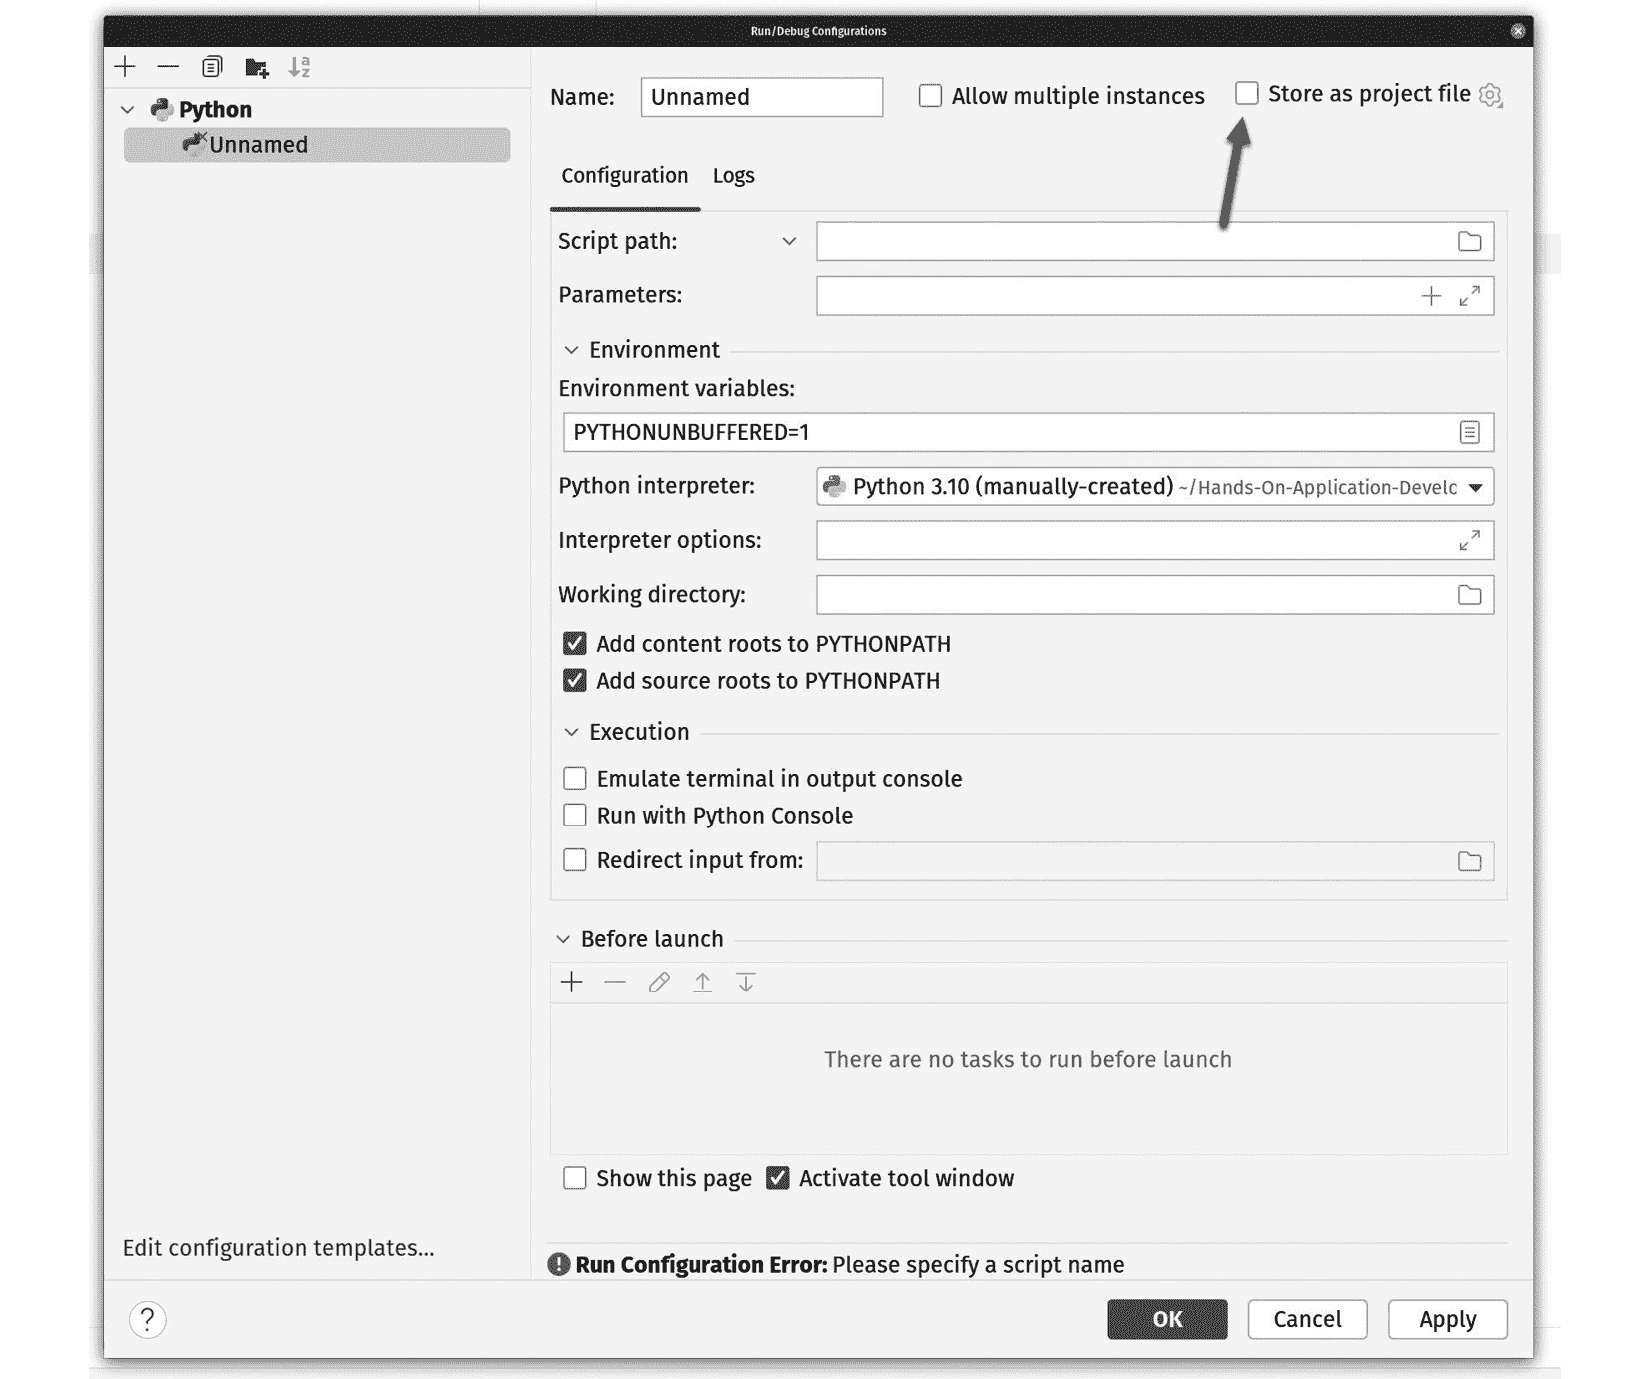 Run/Debug Configurations
Python
Unnamed
Edit configuration templates...
Name: Unnamed Allow multiple instances Store as project file
Configuration Logs
Script path:
Parameters:
Environment
Environment variables:
PYTHONUNBUFFERED=1
Python interpreter: Python 3.10 (manually-created) ~/Hands-On-Application-Develo
Interpreter options:
Working directory:
Add content roots to PYTHONPATH
Add source roots to PYTHONPATH
Execution
Emulate terminal in output console
Run with Python Console
Redirect input from:
Before launch
There are no tasks to run before launch
Show this page Activate tool window
Run Configuration Error: Please specify a script name
? OK Cancel Apply